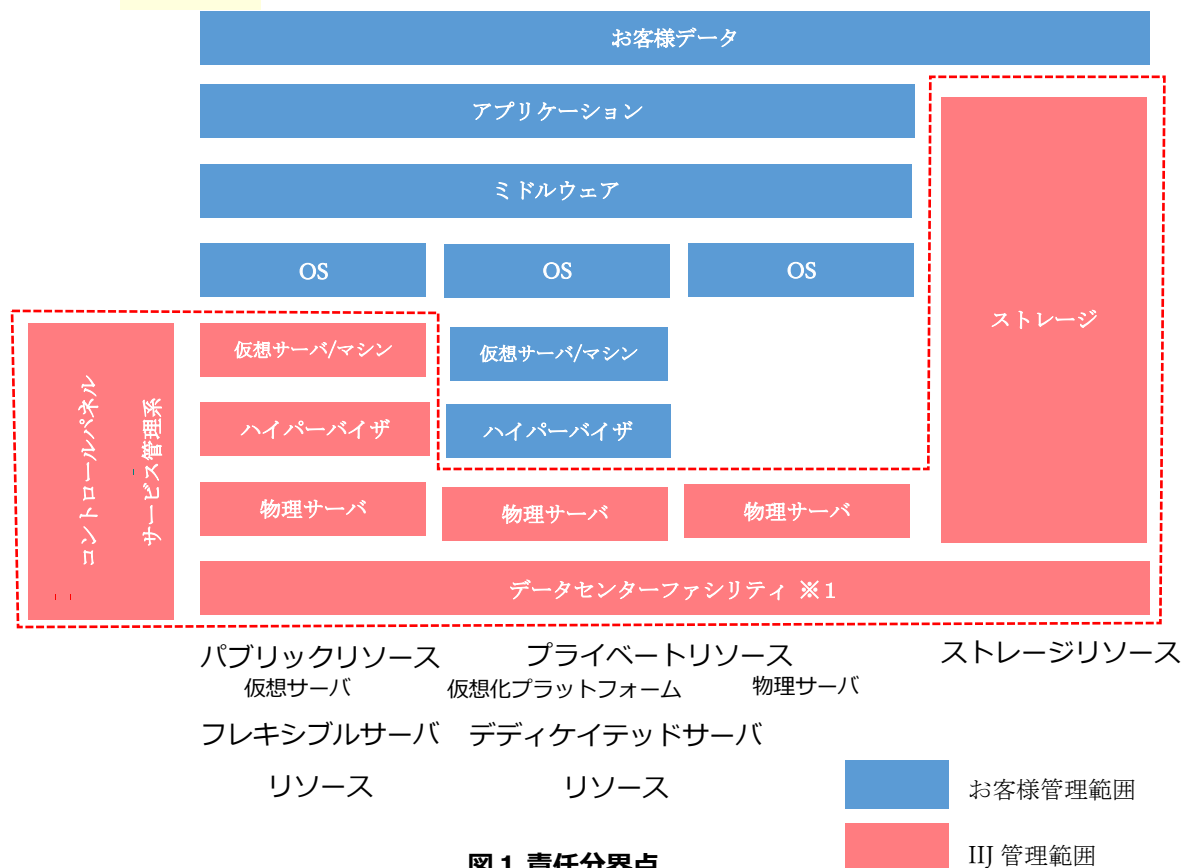 お客様データ
アプリケーション
ミドルウェア
OS
OS
OS
ストレージ
コントロールパネル
サービス管理系
仮想サーバ/マシン
仮想サーバ/マシン
ハイパーバイザ
ハイパーバイザ
物理サーバ
物理サーバ
物理サーバ
データセンターファシリティ ※１
パブリックリソース
プライベートリソース
ストレージリソース
仮想サーバ
仮想化プラットフォーム
物理サーバ
フレキシブルサーバ
デディケイテッドサーバ
リソース
リソース
お客様管理範囲
IIJ 管理範囲
図 1 責任分界点